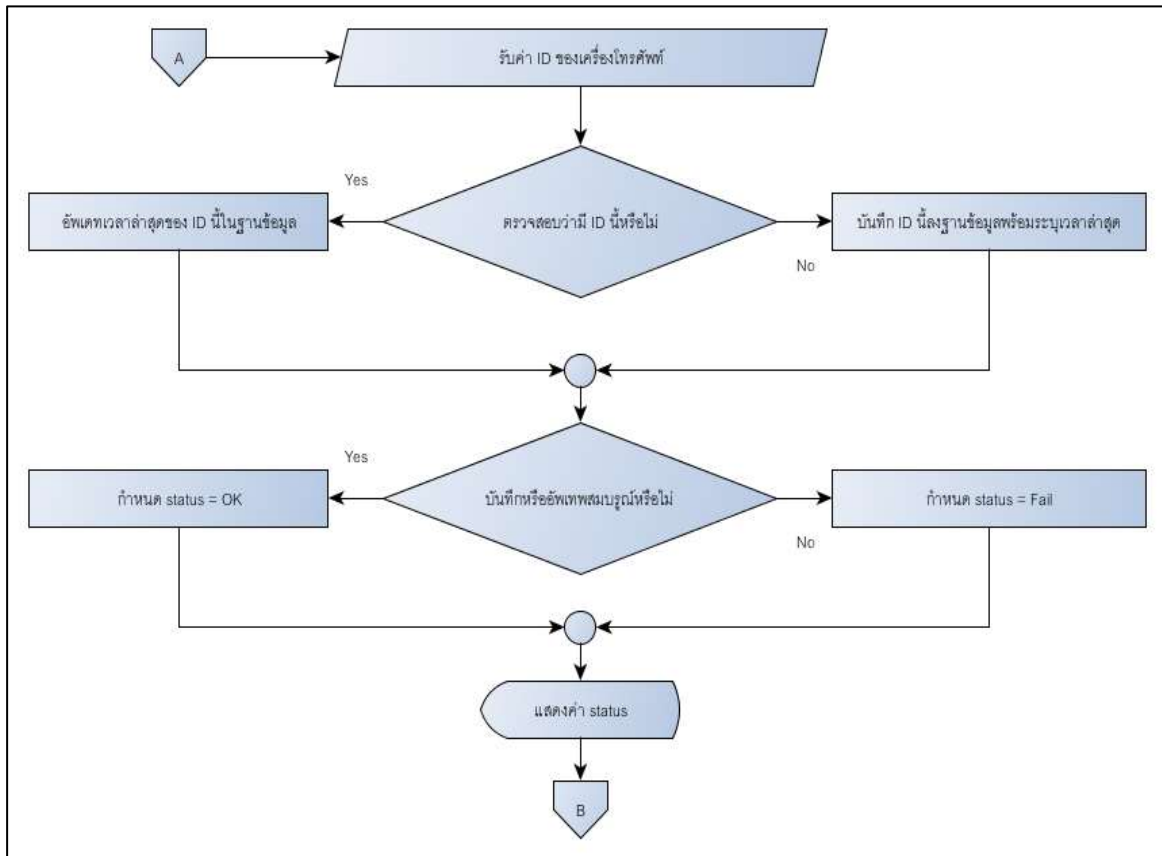 A
รับค่า ID ของเครื่องโทรศัพท์
Yes
อัพเดทเวลาล่าสุดของ ID นี้ในฐานข้อมูล
ตรวจสอบว่ามี ID นี้หรือไม่
บันทึก ID นี้ลงฐานข้อมูลพร้อมระบุเวลาล่าสุด
No
Yes
กำหนด status = OK
บันทึกหรืออัพเทพสมบรูณ์หรือไม่
กำหนด status = Fail
No
แสดงค่า status
B